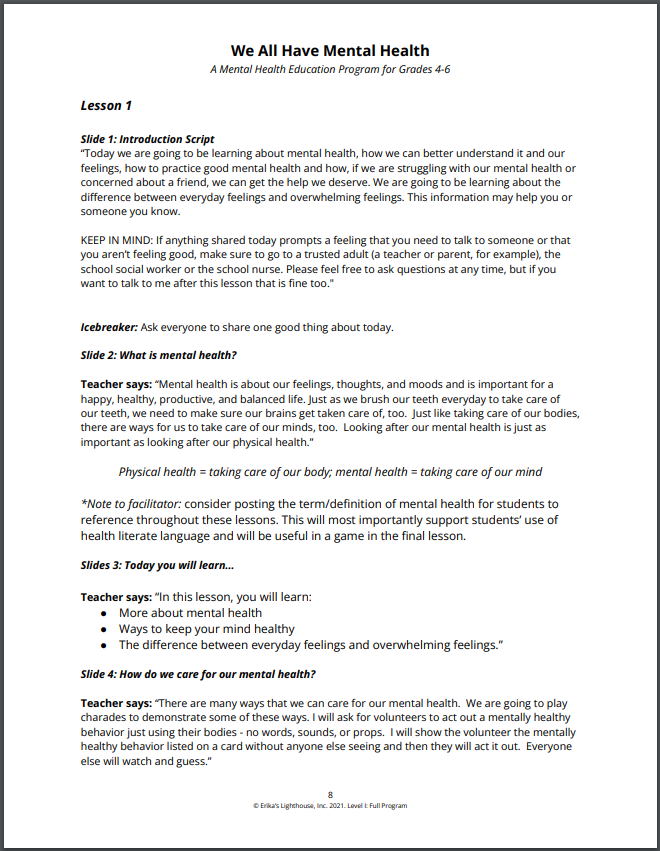 We All Have Mental Health
A Mental Health Education Program for Grades 4-6
Lesson 1
Slide 1: Introduction Script
“Today we are going to be learning about mental health, how we can better understand it and our
feelings, how to practice good mental health and how, if we are struggling with our mental health or
concerned about a friend, we can get the help we deserve. We are going to be learning about the
difference between everyday feelings and overwhelming feelings. This information may help you or
someone you know.
KEEP IN MIND: If anything shared today prompts a feeling that you need to talk to someone or that
you aren’t feeling good, make sure to go to a trusted adult (a teacher or parent, for example), the
school social worker or the school nurse. Please feel free to ask questions at any time, but if you
want to talk to me after this lesson that is fine too."
Icebreaker: Ask everyone to share one good thing about today.
Slide 2: What is mental health?
Teacher says: “Mental health is about our feelings, thoughts, and moods and is important for a
happy, healthy, productive, and balanced life. Just as we brush our teeth everyday to take care of
our teeth, we need to make sure our brains get taken care of, too. Just like taking care of our bodies,
there are ways for us to take care of our minds, too. Looking after our mental health is just as
important as looking after our physical health.”
Physical health = taking care of our body; mental health = taking care of our mind
*Note to facilitator: consider posting the term/definition of mental health for students to
reference throughout these lessons. This will most importantly support students’ use of
health literate language and will be useful in a game in the final lesson.
Slides 3: Today you will learn...
Teacher says: “In this lesson, you will learn:
● More about mental health
● Ways to keep your mind healthy
● The difference between everyday feelings and overwhelming feelings.”
Slide 4: How do we care for our mental health?
Teacher says: “There are many ways that we can care for our mental health. We are going to play
charades to demonstrate some of these ways. I will ask for volunteers to act out a mentally healthy
behavior just using their bodies - no words, sounds, or props. I will show the volunteer the mentally
healthy behavior listed on a card without anyone else seeing and then they will act it out. Everyone
else will watch and guess.”
8
© Erika's Lighthouse, Inc. 2021. Level I: Full Program